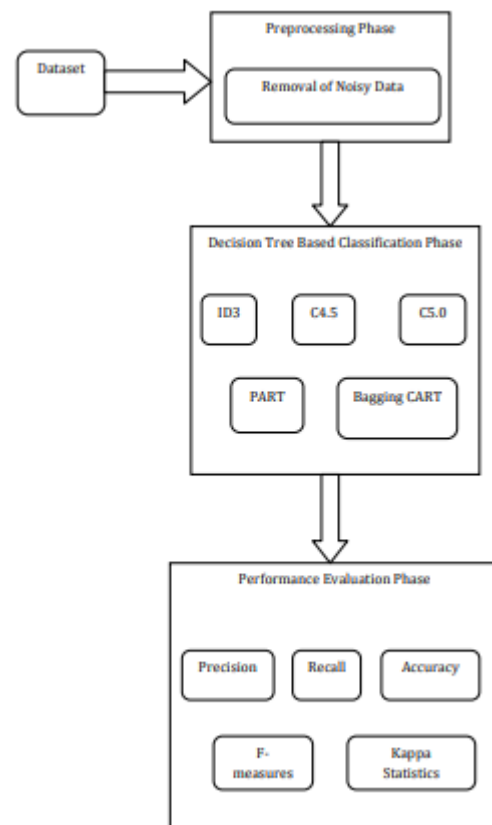 Preprocessing Phase
Dataset
Removal of Noisy Data
Decision Tree Based Classification Phase
ID3
C4.5
C5.0
PART
Bagging CART
Performance Evaluation Phase
Precision
Recall
Accuracy
F-
measures
Kappa
Statistics